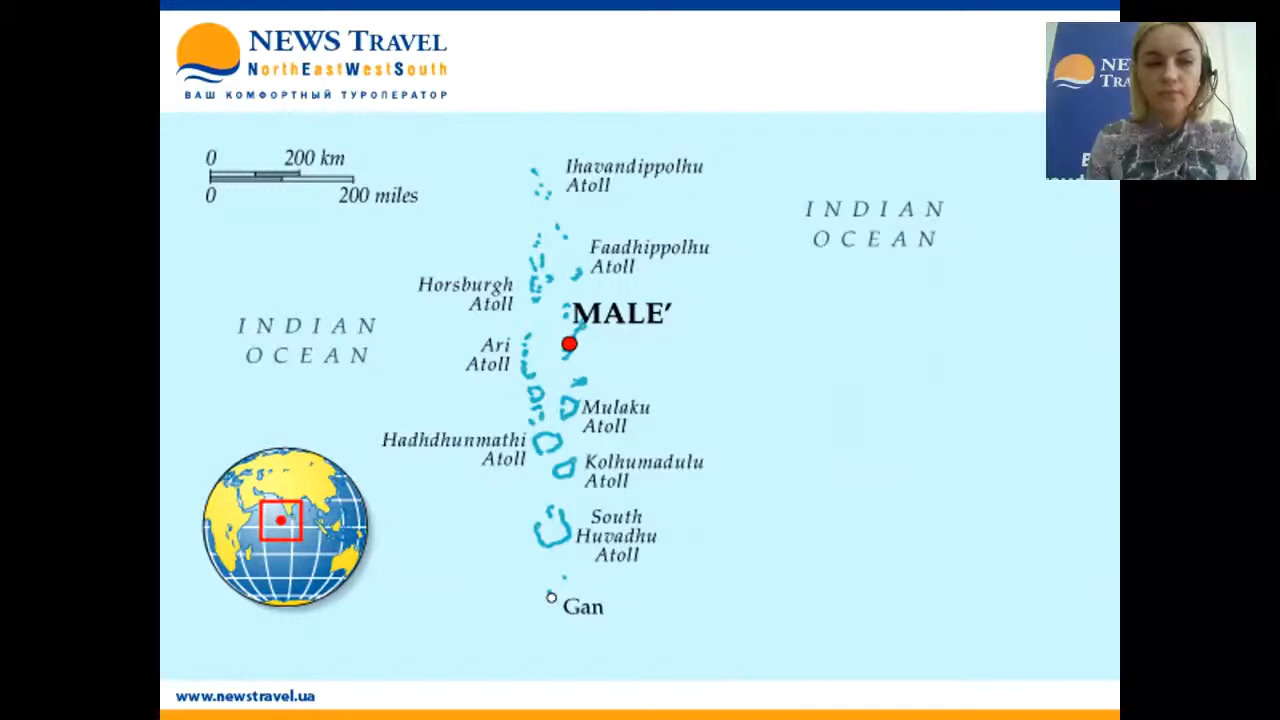 NEWS TRAVEL
NorthEastWestSouth
ВАШ КОМФОРТНЫЙ ТУРОПЕРАТОР
0 200 km
0 200 miles
Ihavandippolhu
Atoll
INDIAN
OCEAN
Faadhippolhu
Atoll
Horsburgh
Atoll
MALE′
INDIAN
OCEAN
Ari
Atoll
Mulaku
Atoll
Hadhdhunmathi
Atoll
Kolhumadulu
Atoll
South
Huvadhu
Atoll
Gan
www.newstravel.ua